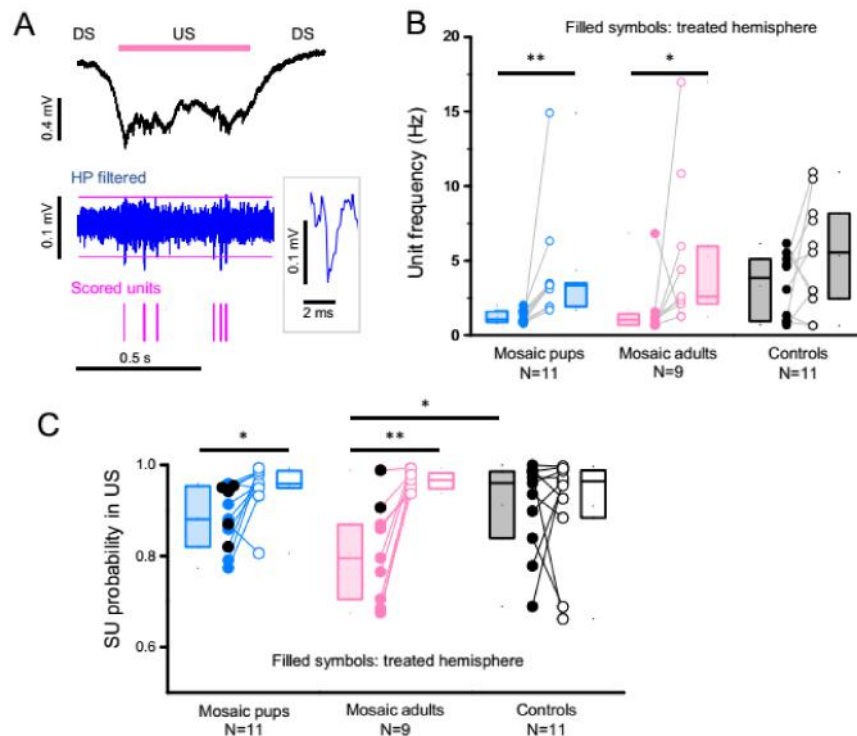 A
DS US DS
0.4 mV
HP filtered
0.1 mV
0.1 mV
2 ms
Scored units
0.5 s
B
Filled symbols: treated hemisphere
** *
Unit frequency (Hz)
20
15
10
5
0
Mosaic pups Mosaic adults Controls
N=11 N=9 N=11
C
*
* **
SU probability in US
1.0
0.8
0.6
Filled symbols: treated hemisphere
Mosaic pups Mosaic adults Controls
N=11 N=9 N=11